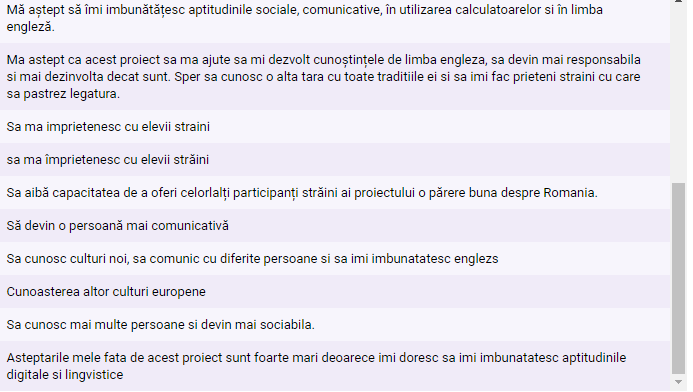 Mă aștept să îmi imbunătățesc aptitudinile sociale, comunicative, în utilizarea calculatoarelor si în limba
engleză.
Ma astept ca acest proiect sa ma ajute sa mi dezvolt cunoștințele de limba engleza, sa devin mai responsabila
si mai dezinvolta decat sunt. Sper sa cunosc o alta tara cu toate traditiile ei si sa imi fac prieteni straini cu care
sa pastrez legatura.
Sa ma imprietenesc cu elevii straini
sa ma împrietenesc cu elevii străini
Sa aibă capacitatea de a oferi celorlalți participanți străini ai proiectului o părere buna despre Romania.
Să devin o persoană mai comunicativă
Sa cunosc culturi noi, sa comunic cu diferite persoane si sa imi imbunatatesc englezs
Cunoasterea altor culturi europene
Sa cunosc mai multe persoane si devin mai sociabila.
Asteptarile mele fata de acest proiect sunt foarte mari deoarece imi doresc sa imi imbunatatesc aptitudinile
digitale si lingvistice